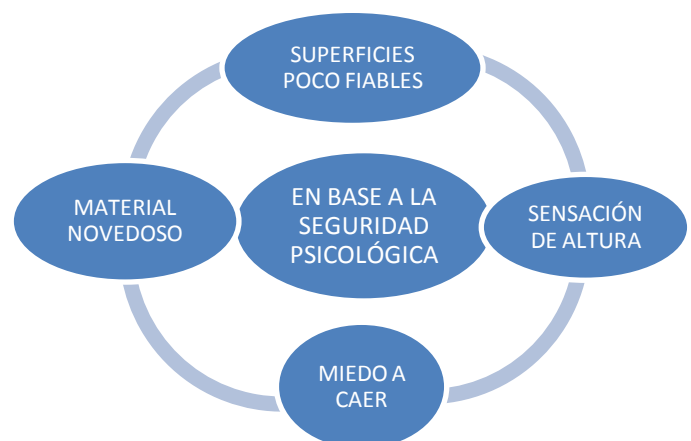 SUPERFICIES
POCO FIABLES
MATERIAL
NOVEDOSO
EN BASE A LA
SEGURIDAD
PSICOLÓGICA
SENSACIÓN
DE ALTURA
MIEDO A
CAER